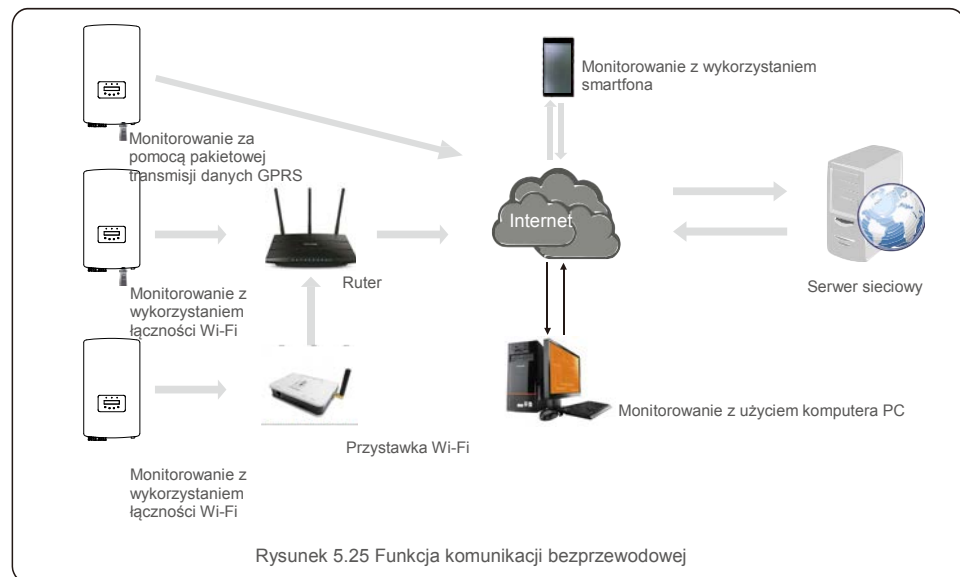 Monitorowanie z wykorzystaniem
smartfona
Monitorowanie za
pomocą pakietowej
transmisji danych GPRS
Internet
Ruter
Serwer sieciowy
Monitorowanie z
wykorzystaniem
łączności Wi-Fi
Monitorowanie z użyciem komputera PC
Przystawka Wi-Fi
Monitorowanie z
wykorzystaniem
łączności Wi-Fi
Rysunek 5.25 Funkcja komunikacji bezprzewodowej